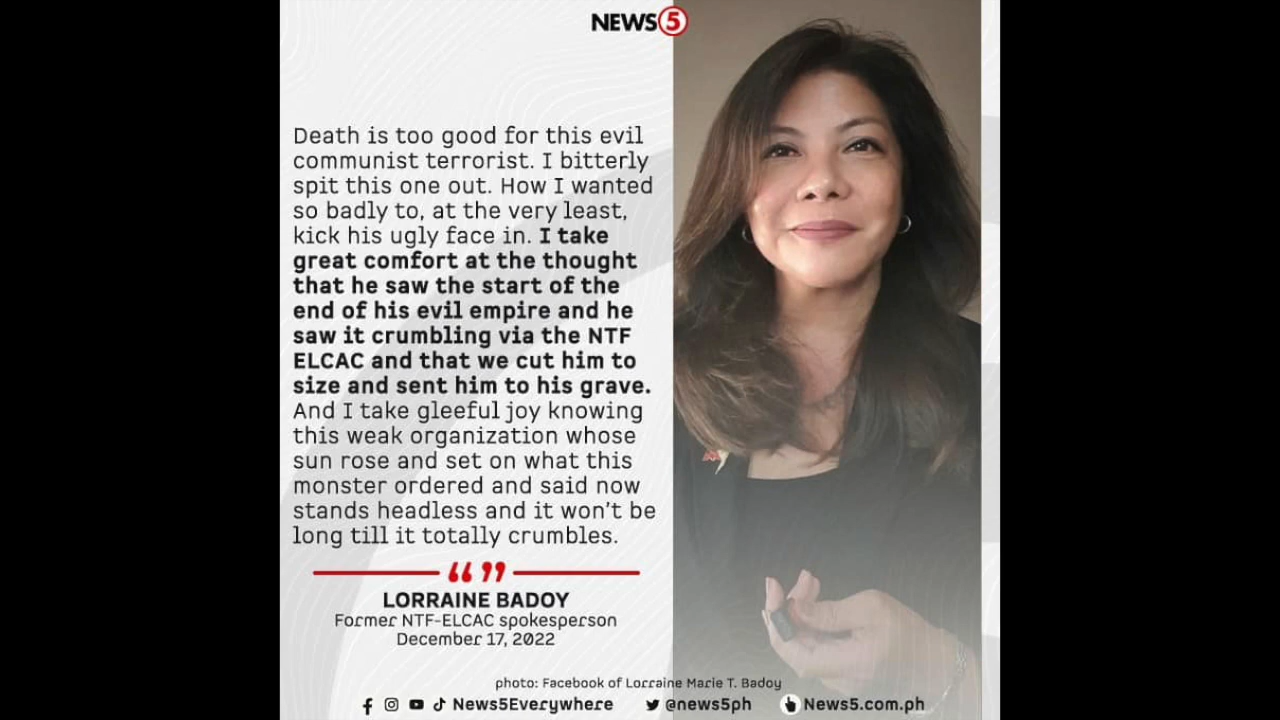 NEWS5
Death is too good for this evil
communist terrorist. I bitterly
spit this one out. How I wanted
so badly to, at the very least,
kick his ugly face in. I take
great comfort at the thought
that he saw the start of the
end of his evil empire and he
saw it crumbling via the NTF
ELCAC and that we cut him to
size and sent him to his grave.
And I take gleeful joy knowing
this weak organization whose
sun rose and set on what this
monster ordered and said now
stands headless and it won't be
long till it totally crumbles.
“ ”
LORRAINE BADOY
Former NTF-ELCAC spokesperson
December 17, 2022
photo: Facebook of Lorraine Marie T. Badoy
News5Everywhere @news5ph News5.com.ph